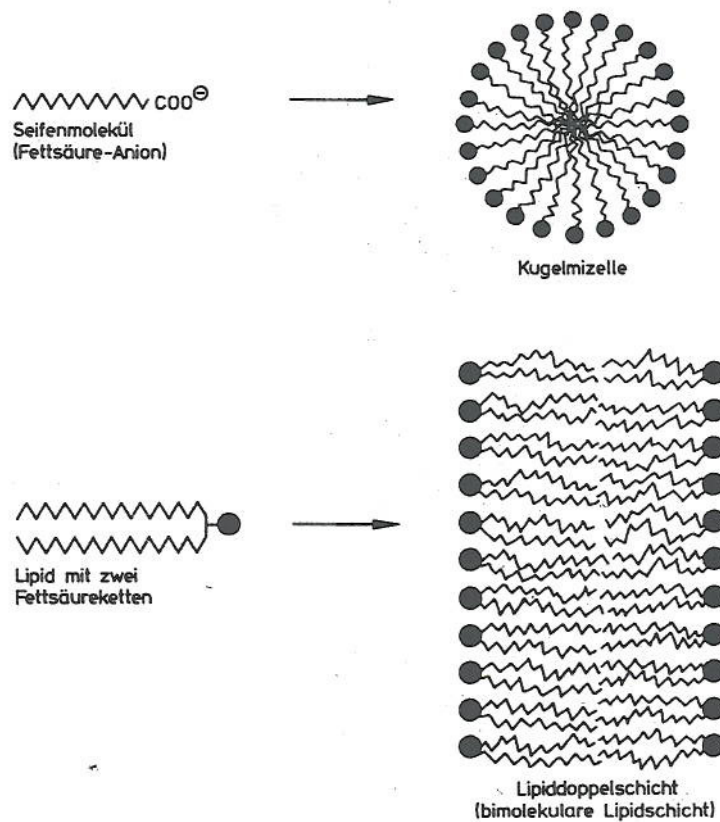 COO⊖
Seifenmolekül
(Fettsäure-Anion)
Kugelmizelle
Lipid mit zwei
Fettsäureketten
Lipiddoppelschicht
(bimolekulare Lipidschicht)